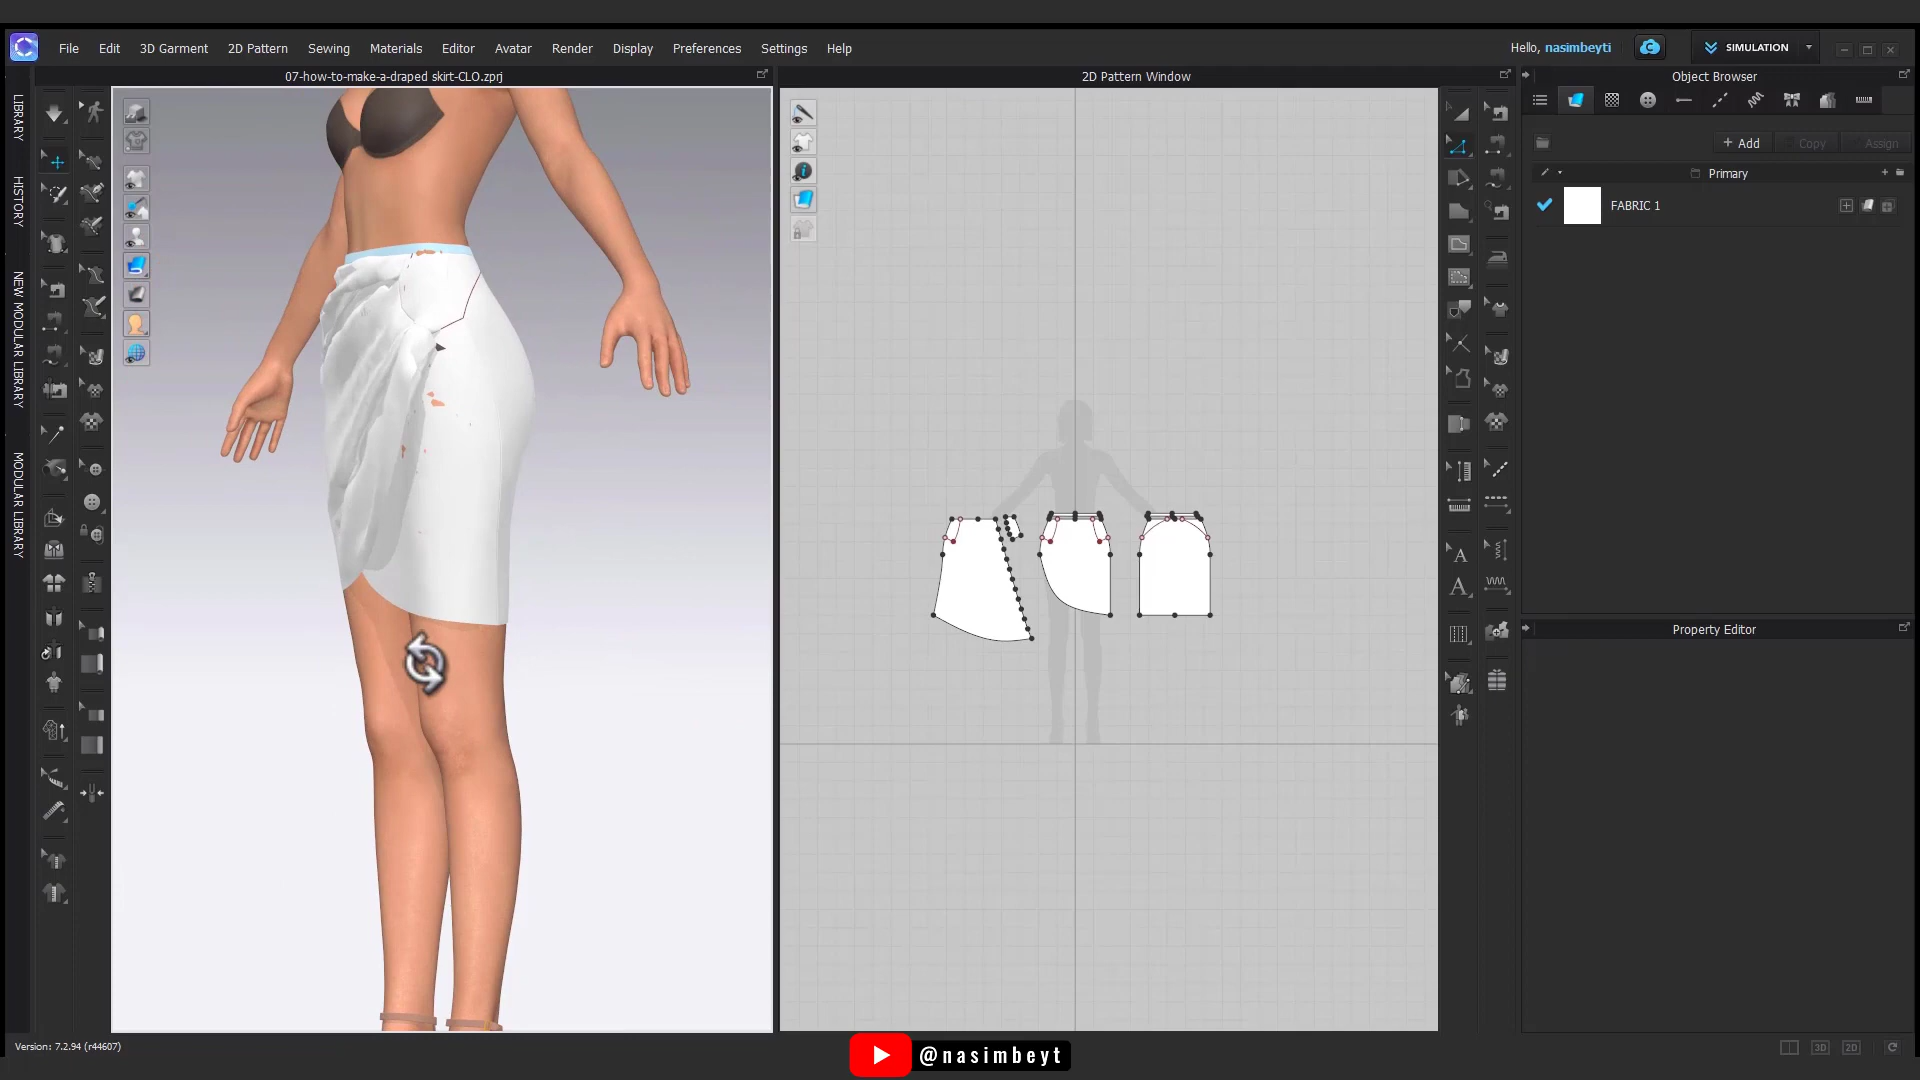 File Edit 3D Garment 2D Pattern Sewing Materials Editor Avatar Render Display Preferences Settings Help
Hello, nasimbeyti
SIMULATION
07-how-to-make-a-draped skirt-CLO.zprj
2D Pattern Window
Object Browser
LIBRARY
HISTORY
NEW MODULAR LIBRARY
MODULAR LIBRARY
+ Add Copy Assign
Primary
FABRIC 1
Property Editor
Version: 7.2.94 (r44607)
@nasimbeyt
3D 2D